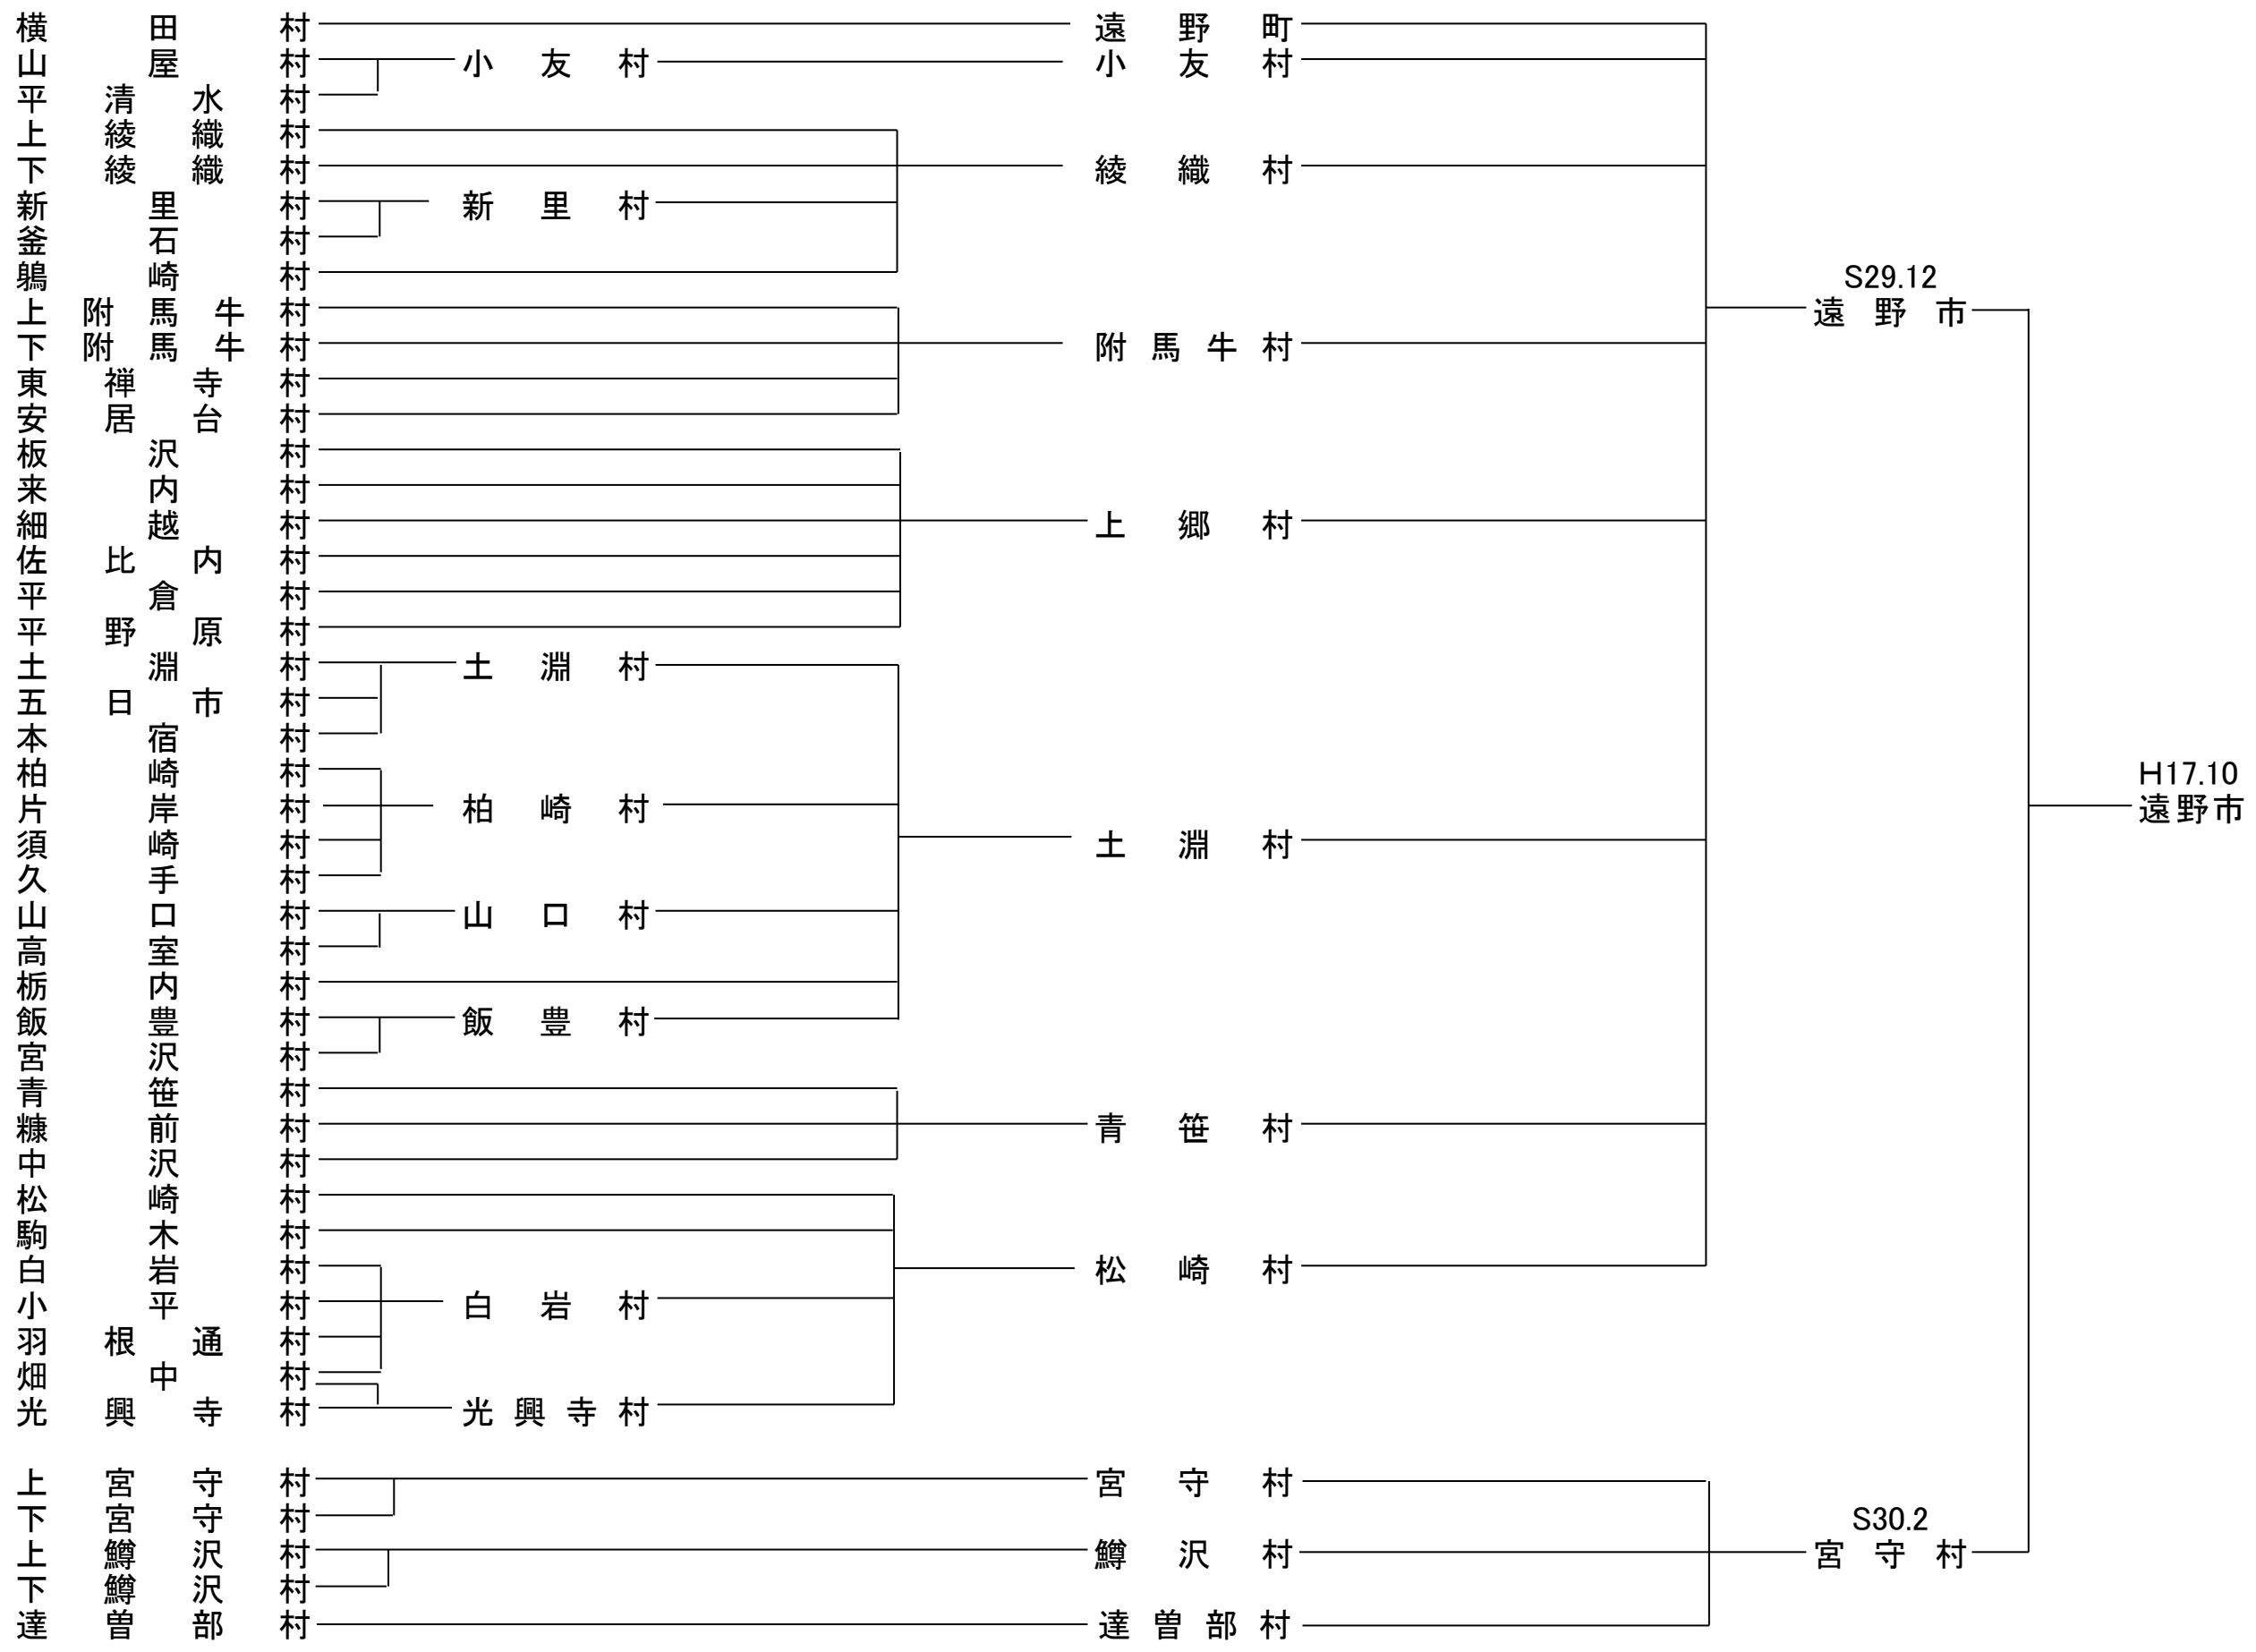 横田村 遠野町
山屋村 小友村 小友村
平清水村
上綾織村
下綾織村 綾織村
新里村 新里村
釜石村
鵃崎村
S29.12
上附馬牛村 遠野市
下附馬牛村 附馬牛村
東禅寺村
安居台村
板沢村
来内村
細越村 上郷村
佐比内村
平倉村
平野原村
土淵村 土淵村
五日市村
本宿村
柏崎村
H17.10
片岸村 柏崎村 遠野市
須崎村 土淵村
久手村
山口村 山口村
高室村
栃内村
飯豊村 飯豊村
宮沢村
青笹村
糠前村 青笹村
中沢村
松崎村
駒木村
白岩村 松崎村
小平村 白岩村
羽根通村
畑中村
光興寺村 光興寺村
上宮守村 宮守村
下宮守村
S30.2
上鱒沢村 鱒沢村 宮守村
下鱒沢村
達曽部村 達曽部村